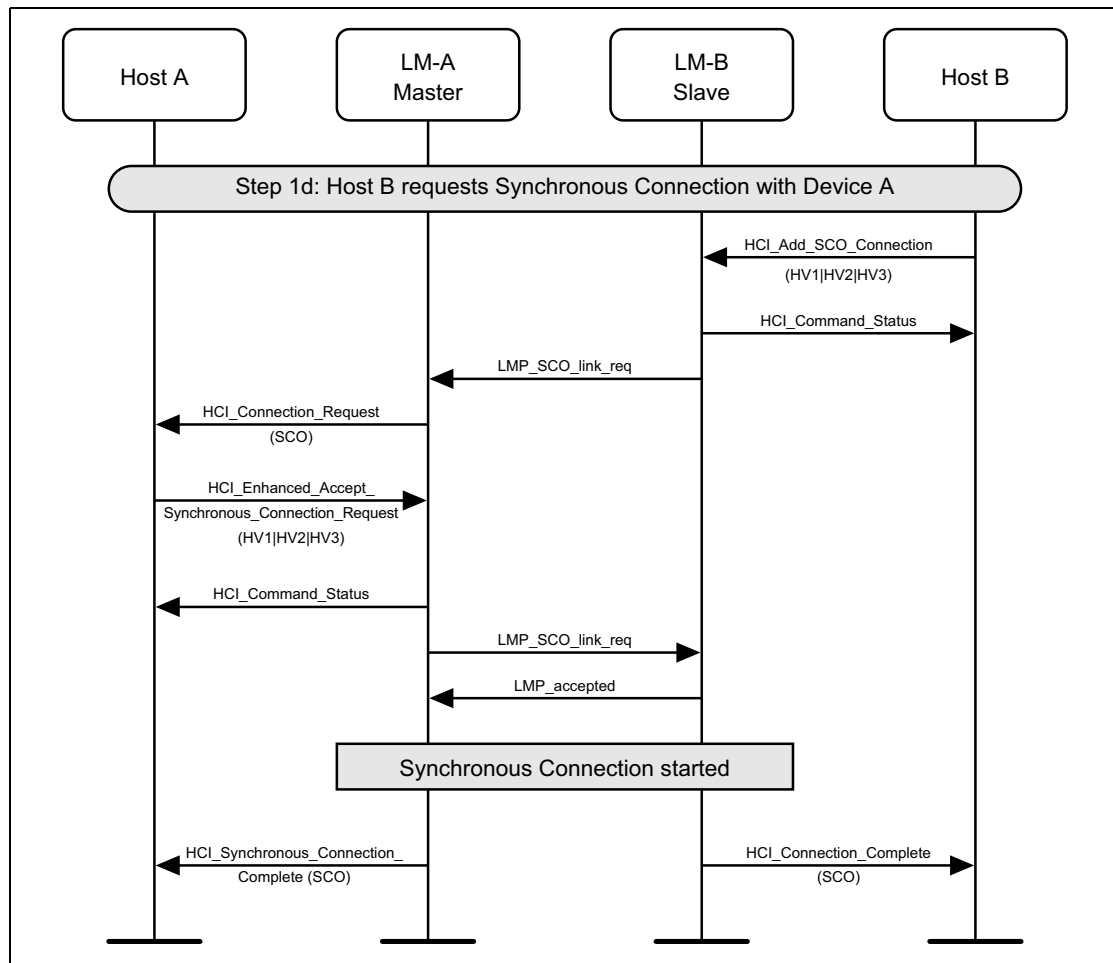 Host A
LM-A
Master
LM-B
Slave
Host B
Step 1d: Host B requests Synchronous Connection with Device A
HCI_Add_SCO_Connection
(HV1|HV2|HV3)
HCI_Command_Status
LMP_SCO_link_req
HCI_Connection_Request
(SCO)
HCI_Enhanced_Accept_
Synchronous_Connection_Request
(HV1|HV2|HV3)
HCI_Command_Status
LMP_SCO_link_req
LMP_accepted
Synchronous Connection started
HCI_Synchronous_Connection_
Complete (SCO)
HCI_Connection_Complete
(SCO)